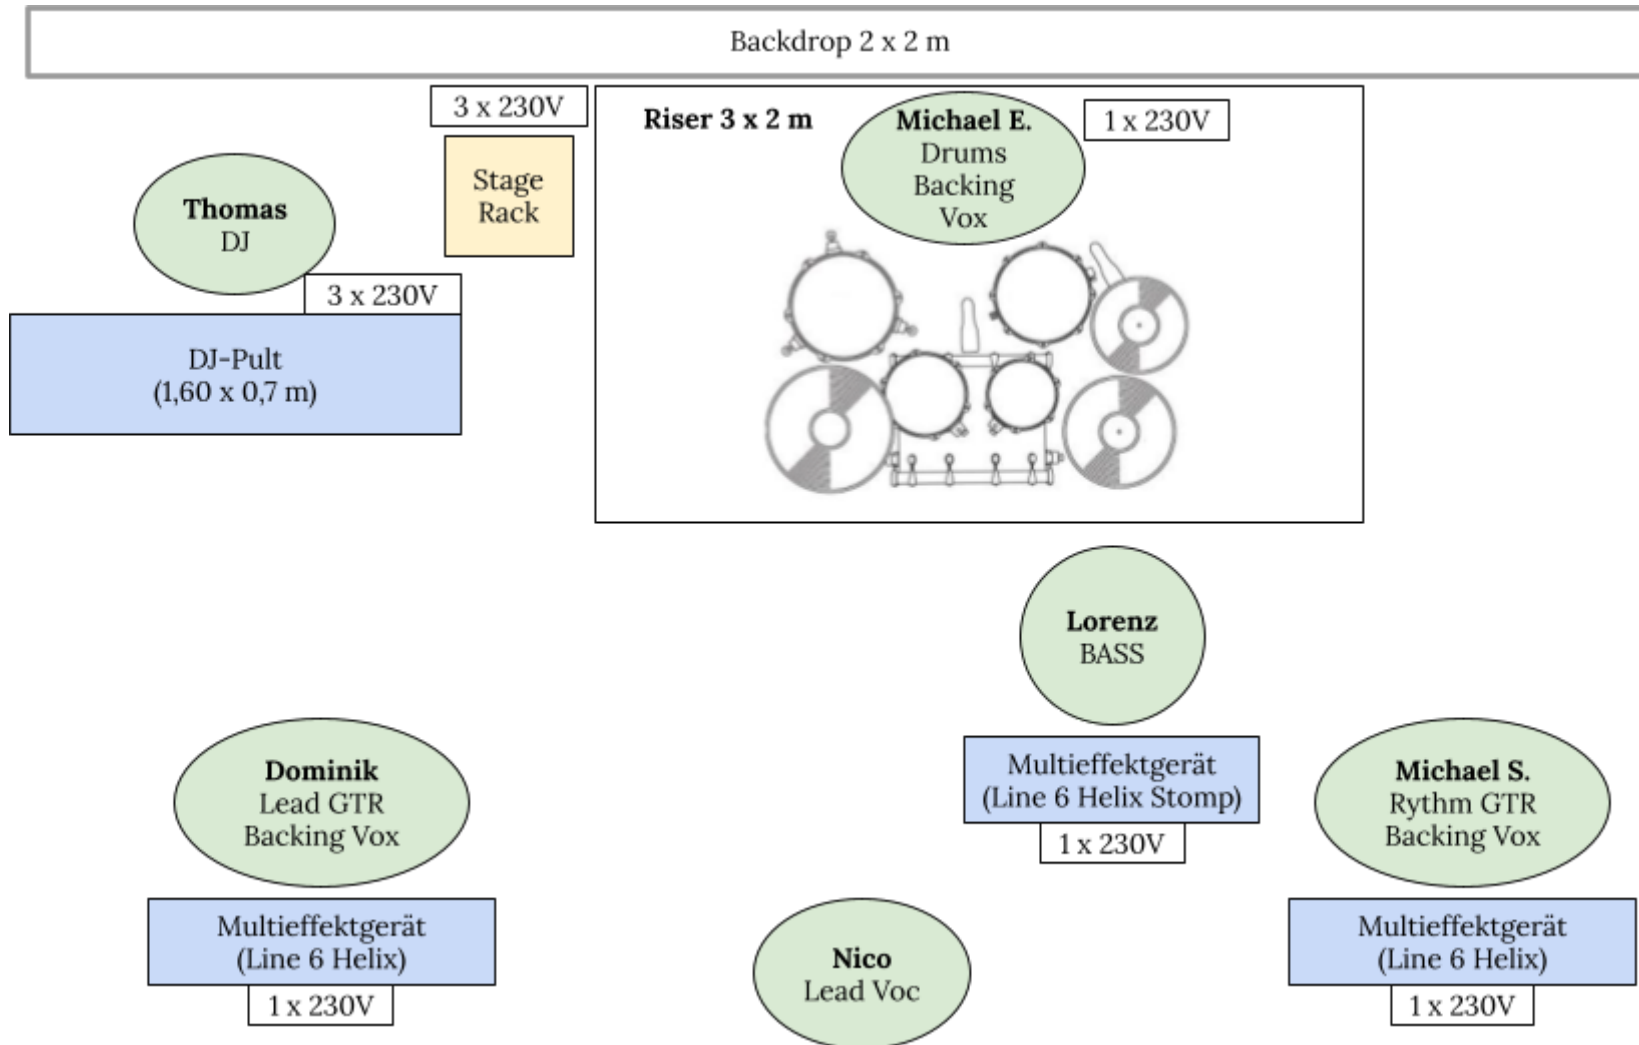 Backdrop 2 x 2 m
3 x 230V
Riser 3 x 2 m
Michael E.
Drums
Backing
Vox
1 x 230V
Stage
Rack
Thomas
DJ
3 x 230V
DJ-Pult
(1,60 x 0,7 m)
Lorenz
BASS
Multieffektgerät
(Line 6 Helix Stomp)
1 x 230V
Dominik
Lead GTR
Backing Vox
Multieffektgerät
(Line 6 Helix)
1 x 230V
Nico
Lead Voc
Michael S.
Rythm GTR
Backing Vox
Multieffektgerät
(Line 6 Helix)
1 x 230V